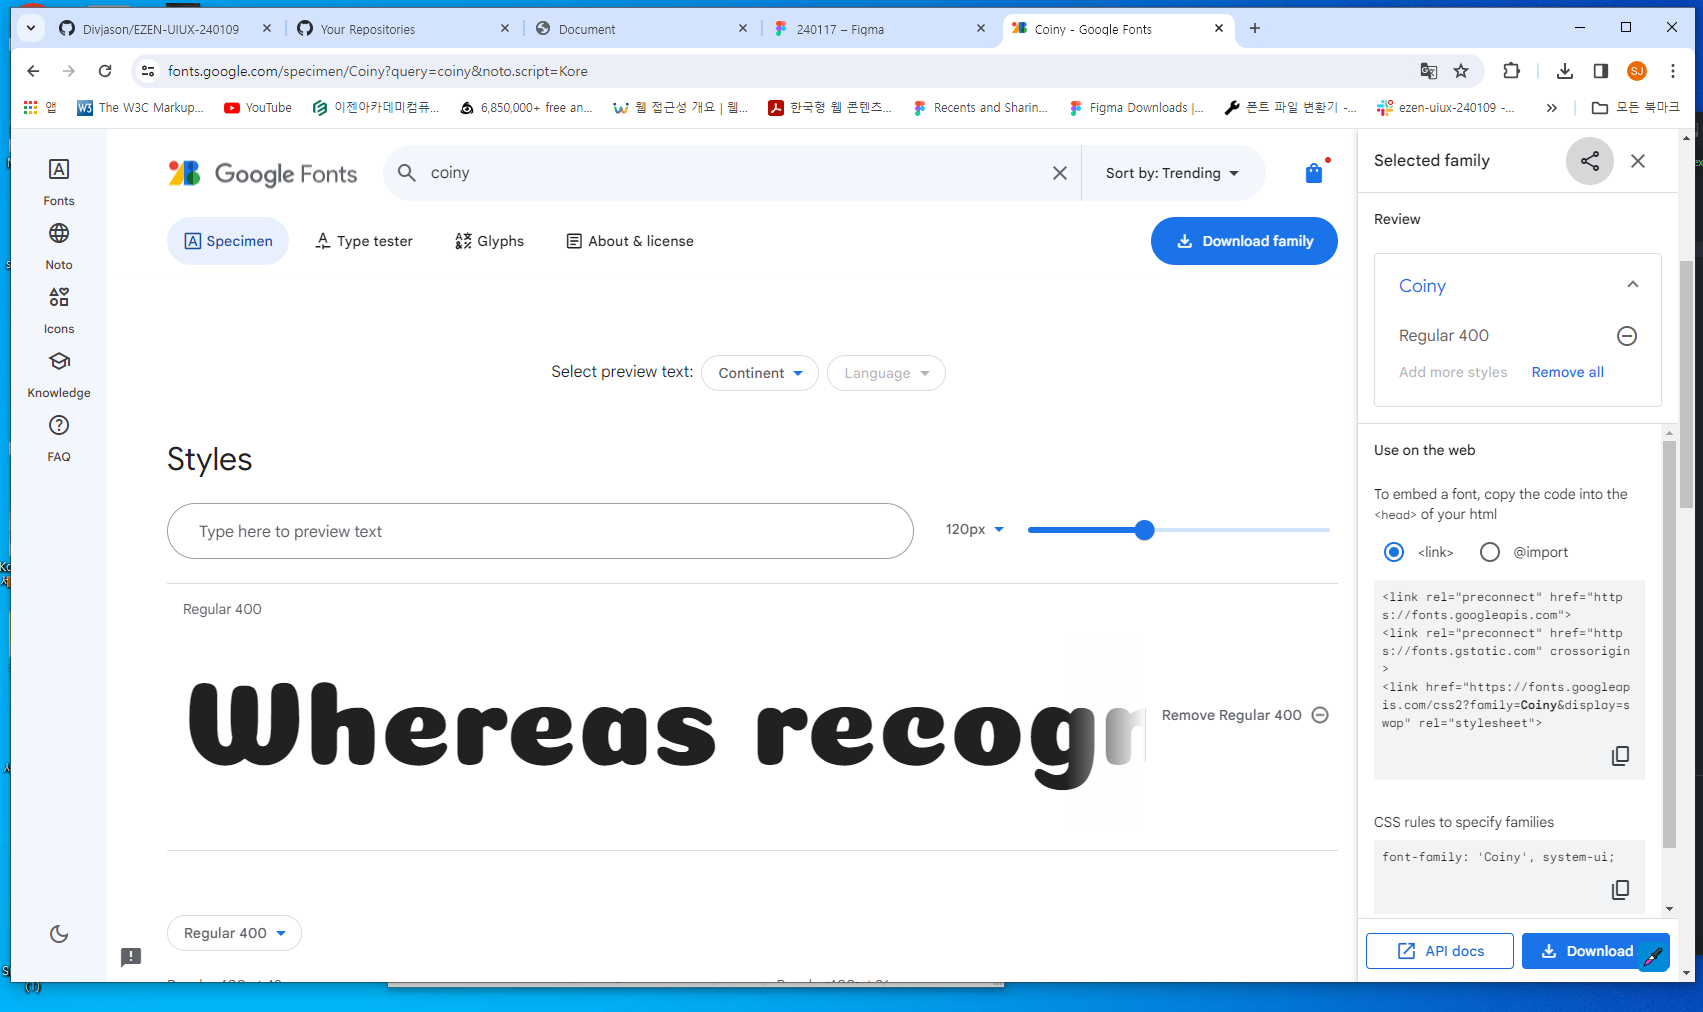 Divjason/EZEN-UIUX-240109
Your Repositories
Document
240117 – Figma
Coiny - Google Fonts
fonts.google.com/specimen/Coiny?query=coiny&noto.script=Kore
SJ
앱
The W3C Markup...
YouTube
이젠아카데미컴퓨...
6,850,000+ free an...
웹 접근성 개요 | 웹...
한국형 웹 콘텐츠...
Recents and Sharin...
Figma Downloads |...
폰트 파일 변환기 -...
ezen-uiux-240109 -...
모든 북마크
Fonts
Noto
Icons
Knowledge
FAQ
Google Fonts
coiny
Sort by: Trending
Specimen
Type tester
Glyphs
About & license
Download family
Select preview text:
Continent
Language
Styles
Type here to preview text
120px
Regular 400
Whereas recogn
Remove Regular 400
Regular 400
Selected family
Review
Coiny
Regular 400
Add more styles
Remove all
Use on the web
To embed a font, copy the code into the
<head> of your html
<link>
@import
<link rel="preconnect" href="http
s://fonts.googleapis.com">
<link rel="preconnect" href="http
s://fonts.gstatic.com" crossorigin
>
<link href="https://fonts.googleap
is.com/css2?family=Coiny&display=s
wap" rel="stylesheet">
CSS rules to specify families
font-family: 'Coiny', system-ui;
API docs
Download
(1)